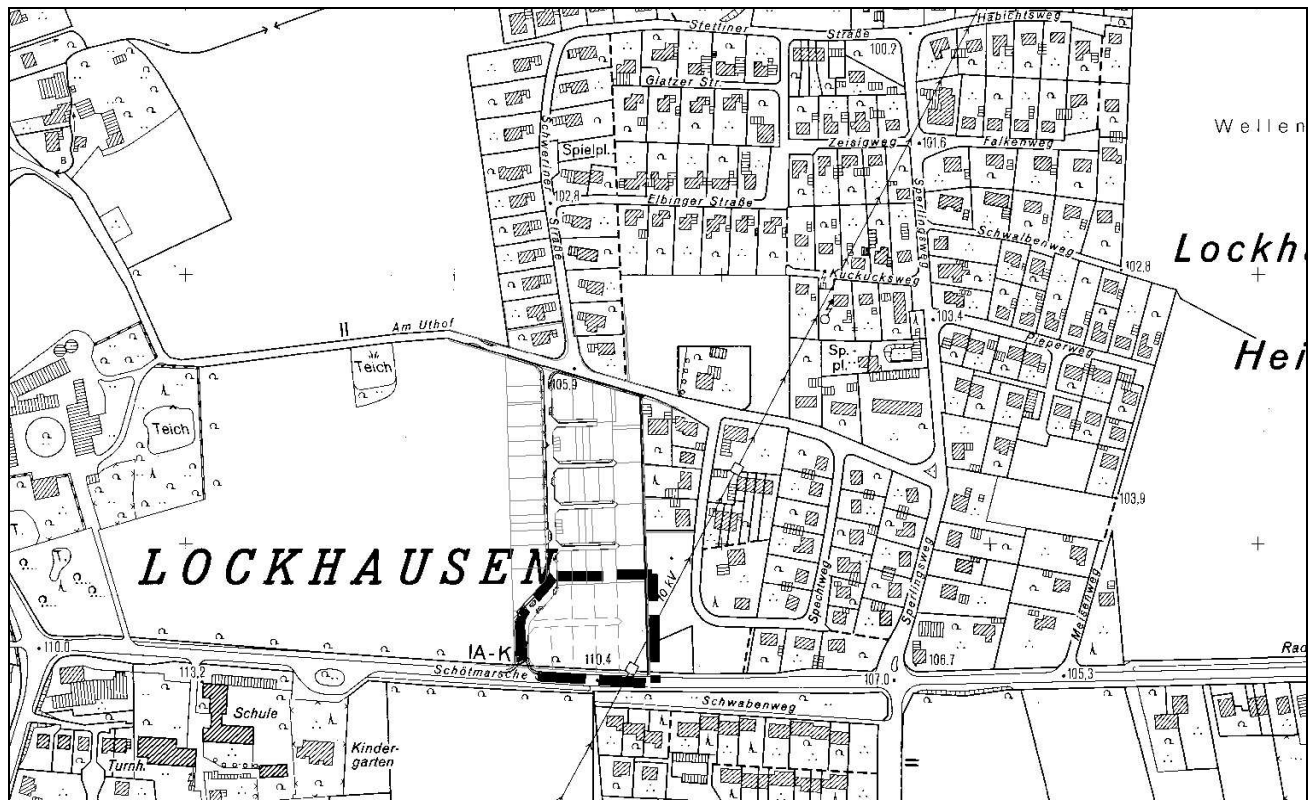 Habichtsweg
Stettiner
Straße
100.2
Glatzer Str.
Wellen
Schweriner
Straße
Spielpl.
Zeisigweg
101.6
Falkenweg
B
102,8
Elbinger Straße
Sperlingsweg
Schwalbenweg
Lockh
102,8
Kuckucksweg
103.4
Am Uthof
Pieperweg
Hei
Teich
Sp.
pl.
105,9
Teich
103,9
T.
LOCKHAUSEN
T.
10 kV
Spechtweg
Sperlingsweg
Meisenweg
110.0
IA-K
110.4
113,2
Schötmarsche
106.7
Rad
107.0
105,3
Schwabenweg
Schule
Kinder-
garten
Turnh.